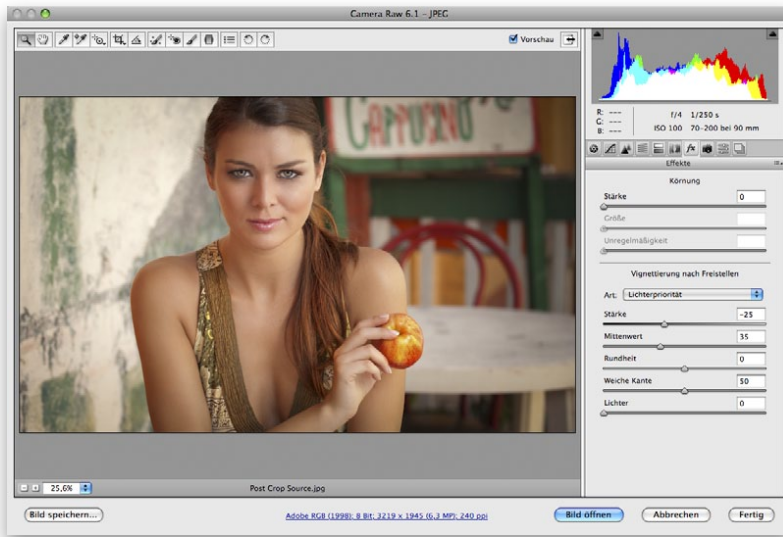 Camera Raw 6.1 – JPEG
Vorschau
CAPPUSINO
R: ---
G: ---
B: ---
f/4 1/250 s
ISO 100 70-200 bei 90 mm
fx
Effekte
Körnung
Stärke 0
Größe
Unregelmäßigkeit
Vignettierung nach Freistellen
Art: Lichterpriorität
Stärke -25
Mittenwert 35
Rundheit 0
Weiche Kante 50
Lichter 0
- + 25,6%
Post Crop Source.jpg
Bild speichern...
Adobe RGB (1998); 8 Bit; 3219 x 1945 (6,3 MP); 240 ppi
Bild öffnen
Abbrechen
Fertig